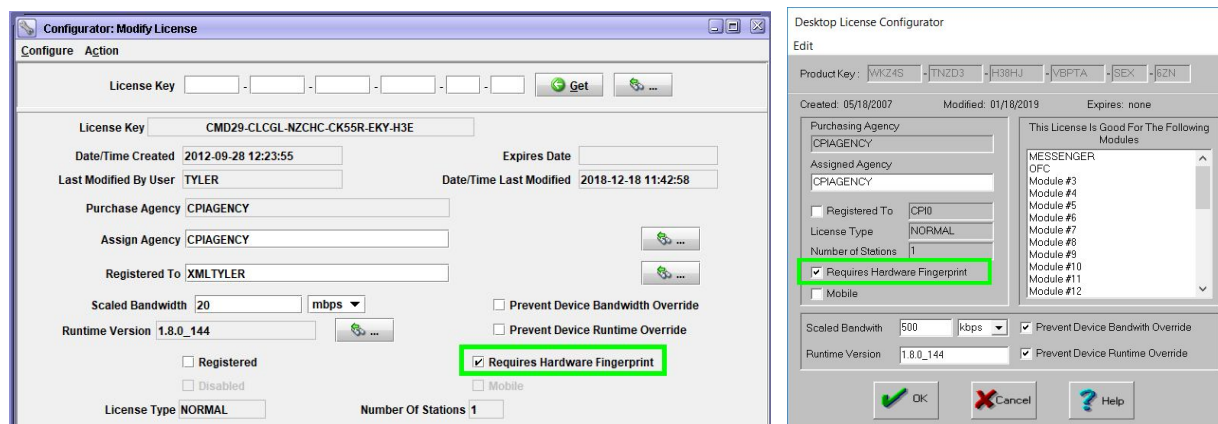 Configurator: Modify License
Configure Action
License Key - - - - - Get ...
License Key CMD29-CLCGL-NZCHC-CK55R-EKY-H3E
Date/Time Created 2012-09-28 12:23:55 Expires Date
Last Modified By User TYLER Date/Time Last Modified 2018-12-18 11:42:58
Purchase Agency CPIAGENCY
Assign Agency CPIAGENCY ...
Registered To XMLTYLER ...
Scaled Bandwidth 20 mbps Prevent Device Bandwidth Override
Runtime Version 1.8.0_144 ... Prevent Device Runtime Override
Registered Requires Hardware Fingerprint
Disabled Mobile
License Type NORMAL Number Of Stations 1
Desktop License Configurator
Edit
Product Key: WKZ4S - TNZD3 - H38HJ - VBPTA - SEX - 6ZN
Created: 05/18/2007 Modified: 01/18/2019 Expires: none
Purchasing Agency
CPIAGENCY
Assigned Agency
CPIAGENCY
Registered To CPI0
License Type NORMAL
Number of Stations 1
Requires Hardware Fingerprint
Mobile
This License Is Good For The Following
Modules
MESSENGER
OFC
Module #3
Module #4
Module #5
Module #6
Module #7
Module #8
Module #9
Module #10
Module #11
Module #12
Scaled Bandwith 500 kbps Prevent Device Bandwith Override
Runtime Version 1.8.0_144 Prevent Device Runtime Override
OK Cancel Help